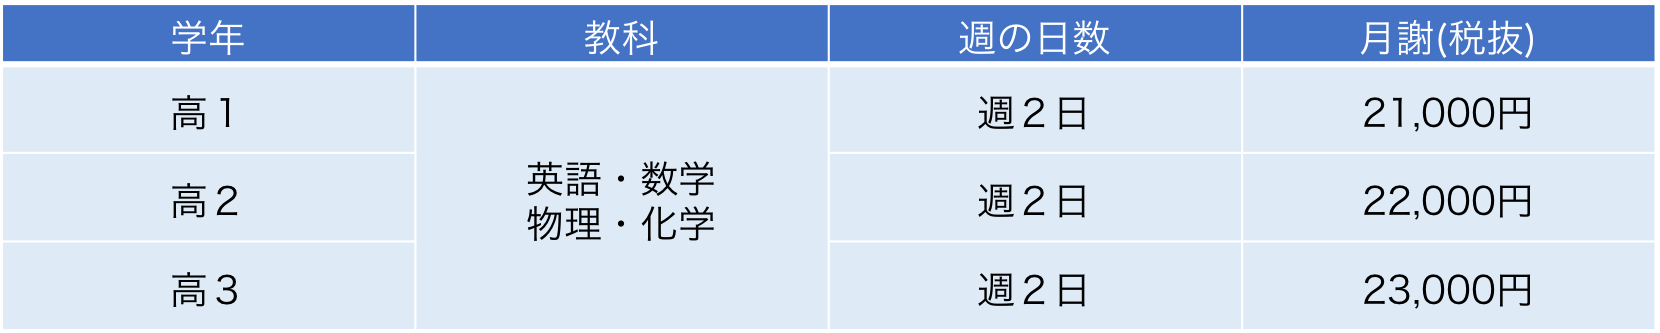 学年 教科 週の日数 月謝(税抜)
高１ 週２日 21,000円
英語・数学
高２ 週２日 22,000円
物理・化学
高３ 週２日 23,000円